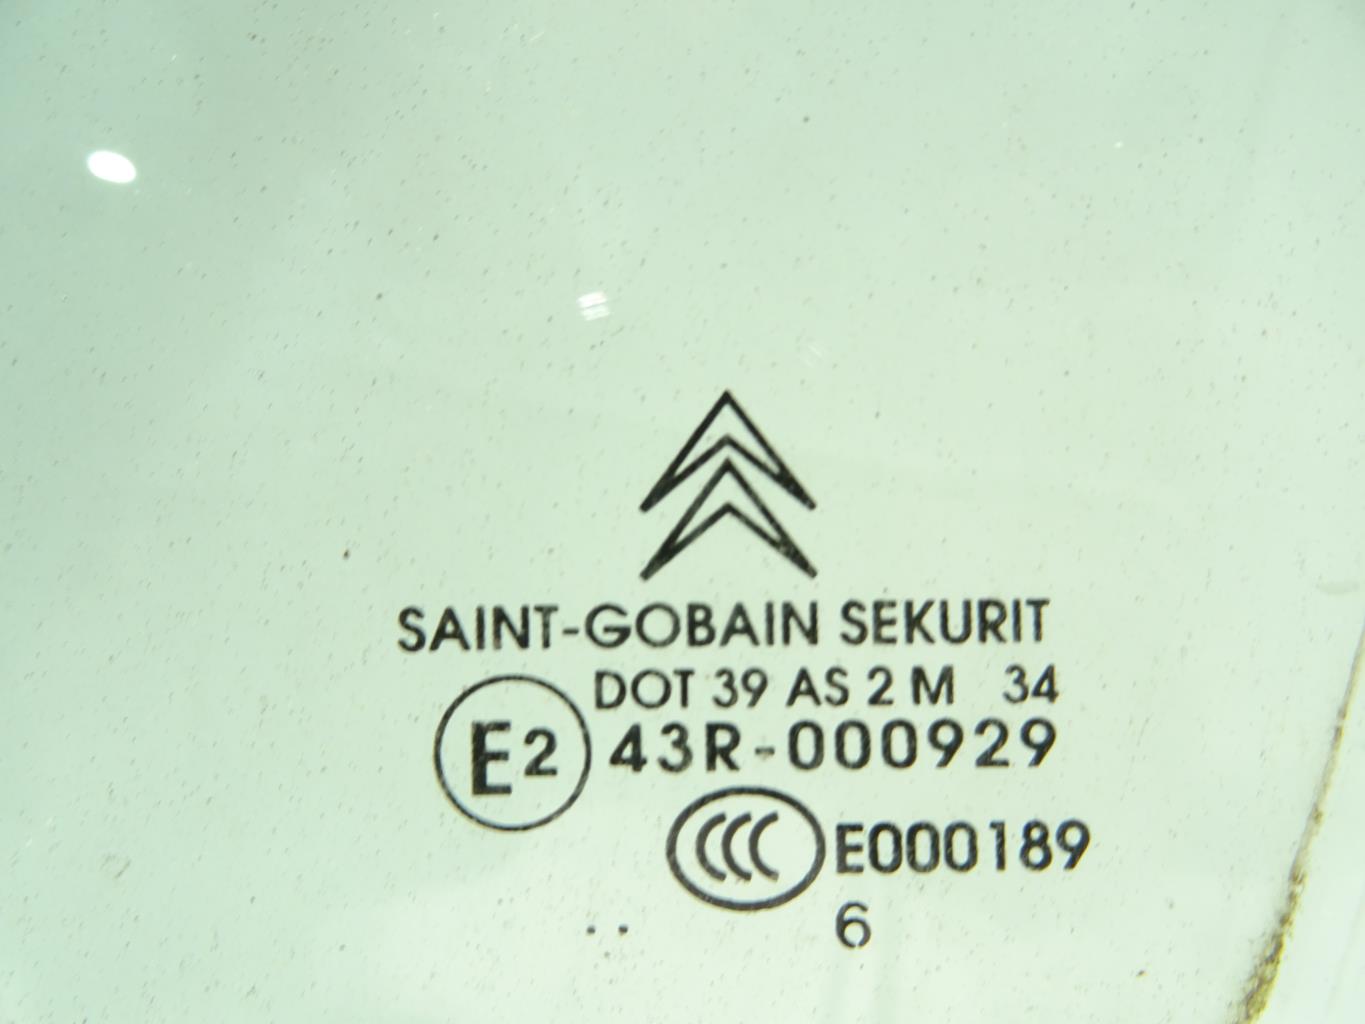 SAINT-GOBAIN SEKURIT
DOT 39 AS 2 M 34
E2 43R-000929
CCC E000189
.. 6